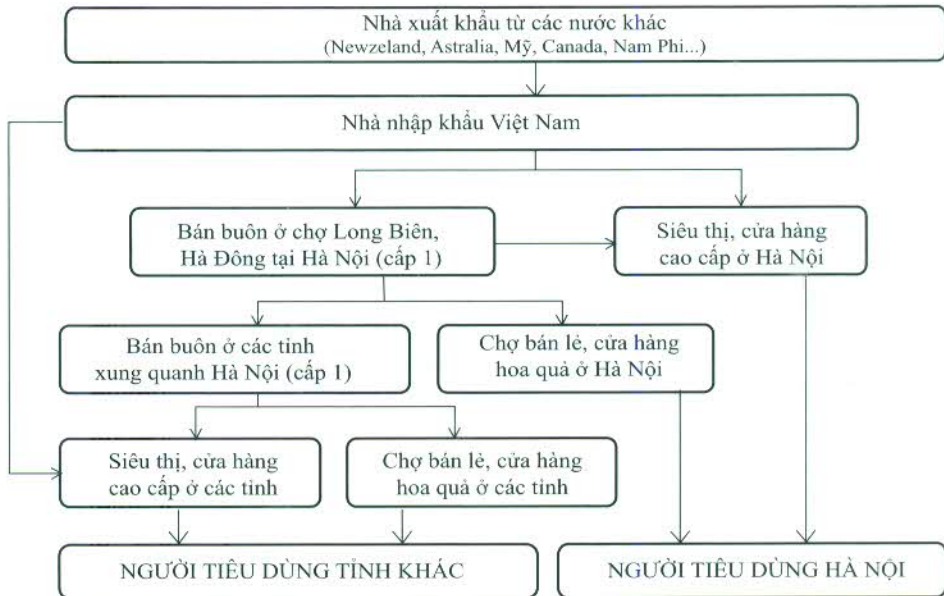 Nhà xuất khẩu từ các nước khác
(Newzeland, Astralia, Mỹ, Canada, Nam Phi...)
Nhà nhập khẩu Việt Nam
Bán buôn ở chợ Long Biên,
Hà Đông tại Hà Nội (cấp 1)
Siêu thị, cửa hàng
cao cấp ở Hà Nội
Bán buôn ở các tỉnh
xung quanh Hà Nội (cấp 1)
Chợ bán lẻ, cửa hàng
hoa quả ở Hà Nội
Siêu thị, cửa hàng
cao cấp ở các tỉnh
Chợ bán lẻ, cửa hàng
hoa quả ở các tỉnh
NGƯỜI TIÊU DÙNG TỈNH KHÁC
NGƯỜI TIÊU DÙNG HÀ NỘI